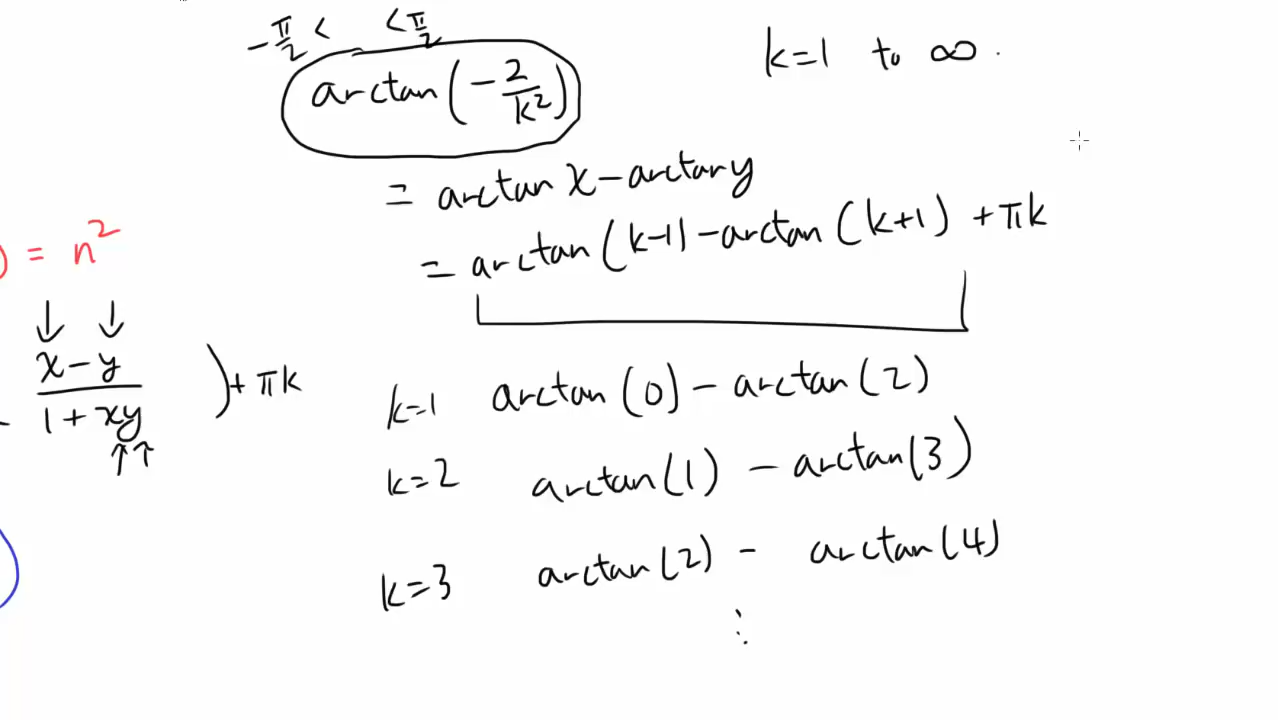 -π/2 < < π/2
arctan(-2/k²)
k=1 to ∞.
= arctan x - arctan y
= arctan(k-1) - arctan(k+1) + πk
) = n²
↓ ↓
x-y / 1+xy ) + πk
↑↑
k=1 arctan(0) - arctan(2)
k=2 arctan(1) - arctan(3)
k=3 arctan(2) - arctan(4)
⋮